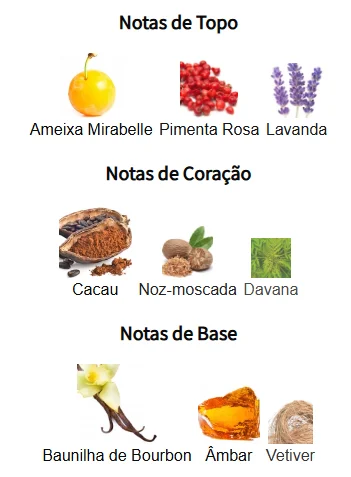 Notas de Topo
Ameixa Mirabelle Pimenta Rosa Lavanda
Notas de Coração
Cacau Noz-moscada Davana
Notas de Base
Baunilha de Bourbon Âmbar Vetiver